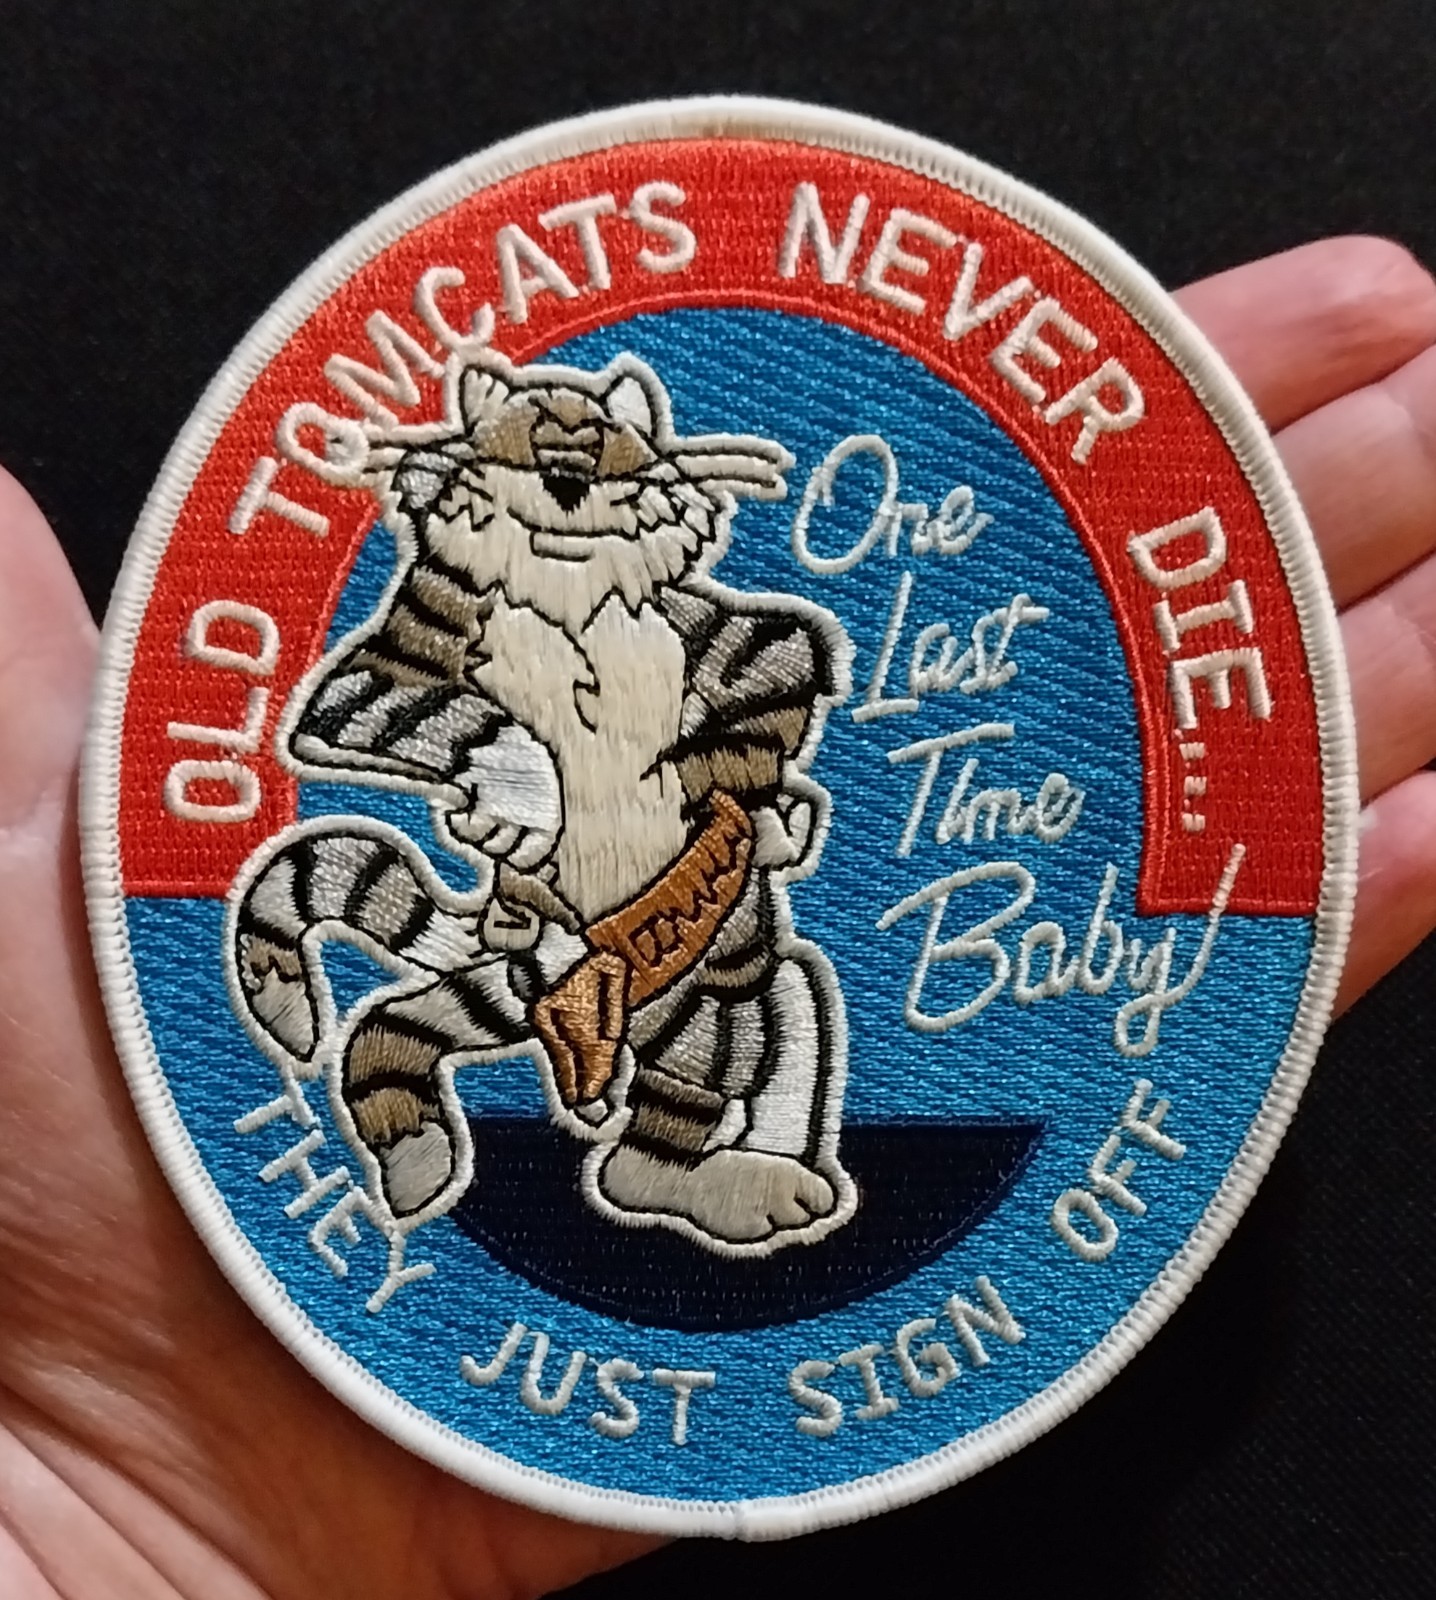 OLD TOMCATS NEVER DIE.....
One
Last
Time
Baby!
THEY JUST SIGN OFF